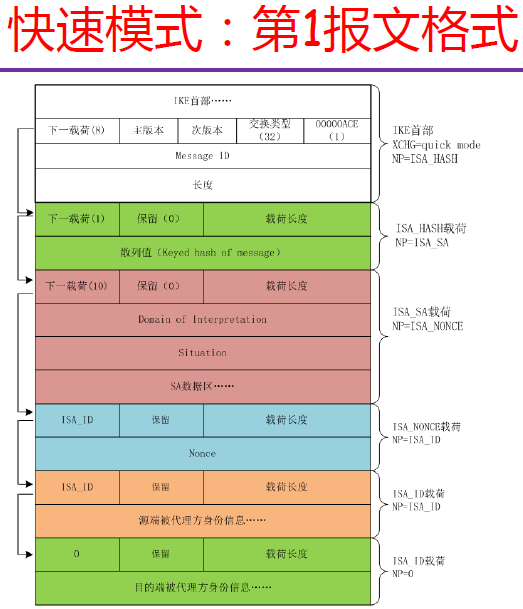 快速模式：第1报文格式
IKE首部……
下一载荷(8) 主版本 次版本 交换类型(32) 00000ACE(1)
Message ID
长度
IKE首部
XCHG=quick mode
NP=ISA_HASH
下一载荷(1) 保留（0） 载荷长度
散列值（Keyed hash of message）
ISA_HASH载荷
NP=ISA_SA
下一载荷(10) 保留（0） 载荷长度
Domain of Interpretation
Situation
SA数据区……
ISA_SA载荷
NP=ISA_NONCE
ISA_ID 保留 载荷长度
Nonce
ISA_NONCE载荷
NP=ISA_ID
ISA_ID 保留 载荷长度
源端被代理方身份信息……
ISA_ID载荷
NP=ISA_ID
0 保留 载荷长度
目的端被代理方身份信息……
ISA_ID载荷
NP=0